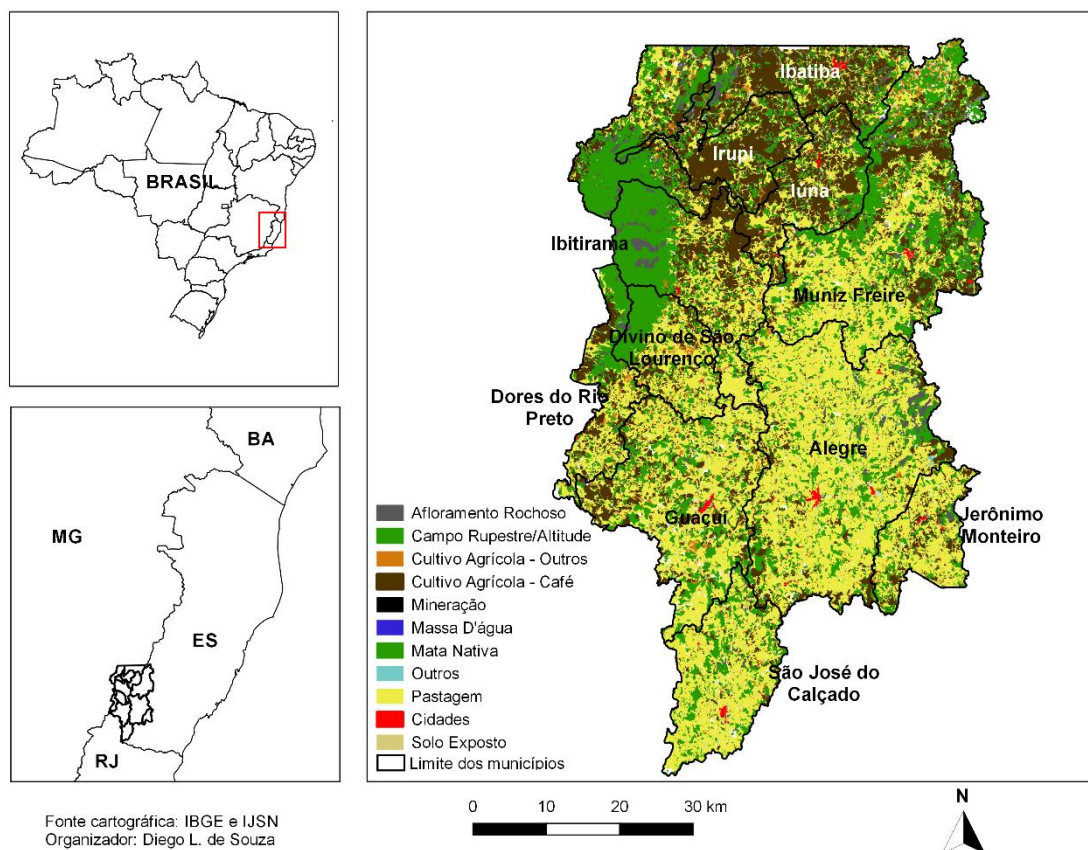 BRASIL
BA
MG
ES
RJ
Ibatiba
Irupi
Iúna
Ibitirama
Muniz Freire
Divino de São
Lourenço
Dores do Rio
Preto
Alegre
Guaçuí
Jerônimo
Monteiro
São José do
Calçado
Afloramento Rochoso
Campo Rupestre/Altitude
Cultivo Agrícola - Outros
Cultivo Agrícola - Café
Mineração
Massa D'água
Mata Nativa
Outros
Pastagem
Cidades
Solo Exposto
Limite dos municípios
0 10 20 30 km
N
Fonte cartográfica: IBGE e IJSN
Organizador: Diego L. de Souza